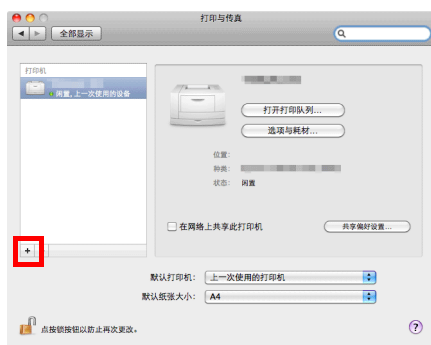 打印与传真
全部显示
打印机
闲置, 上一次使用的设备
打开打印队列...
选项与耗材...
位置:
种类:
状态: 闲置
在网络上共享此打印机
共享偏好设置...
+
默认打印机: 上一次使用的打印机
默认纸张大小: A4
点按锁按钮以防止再次更改。
?